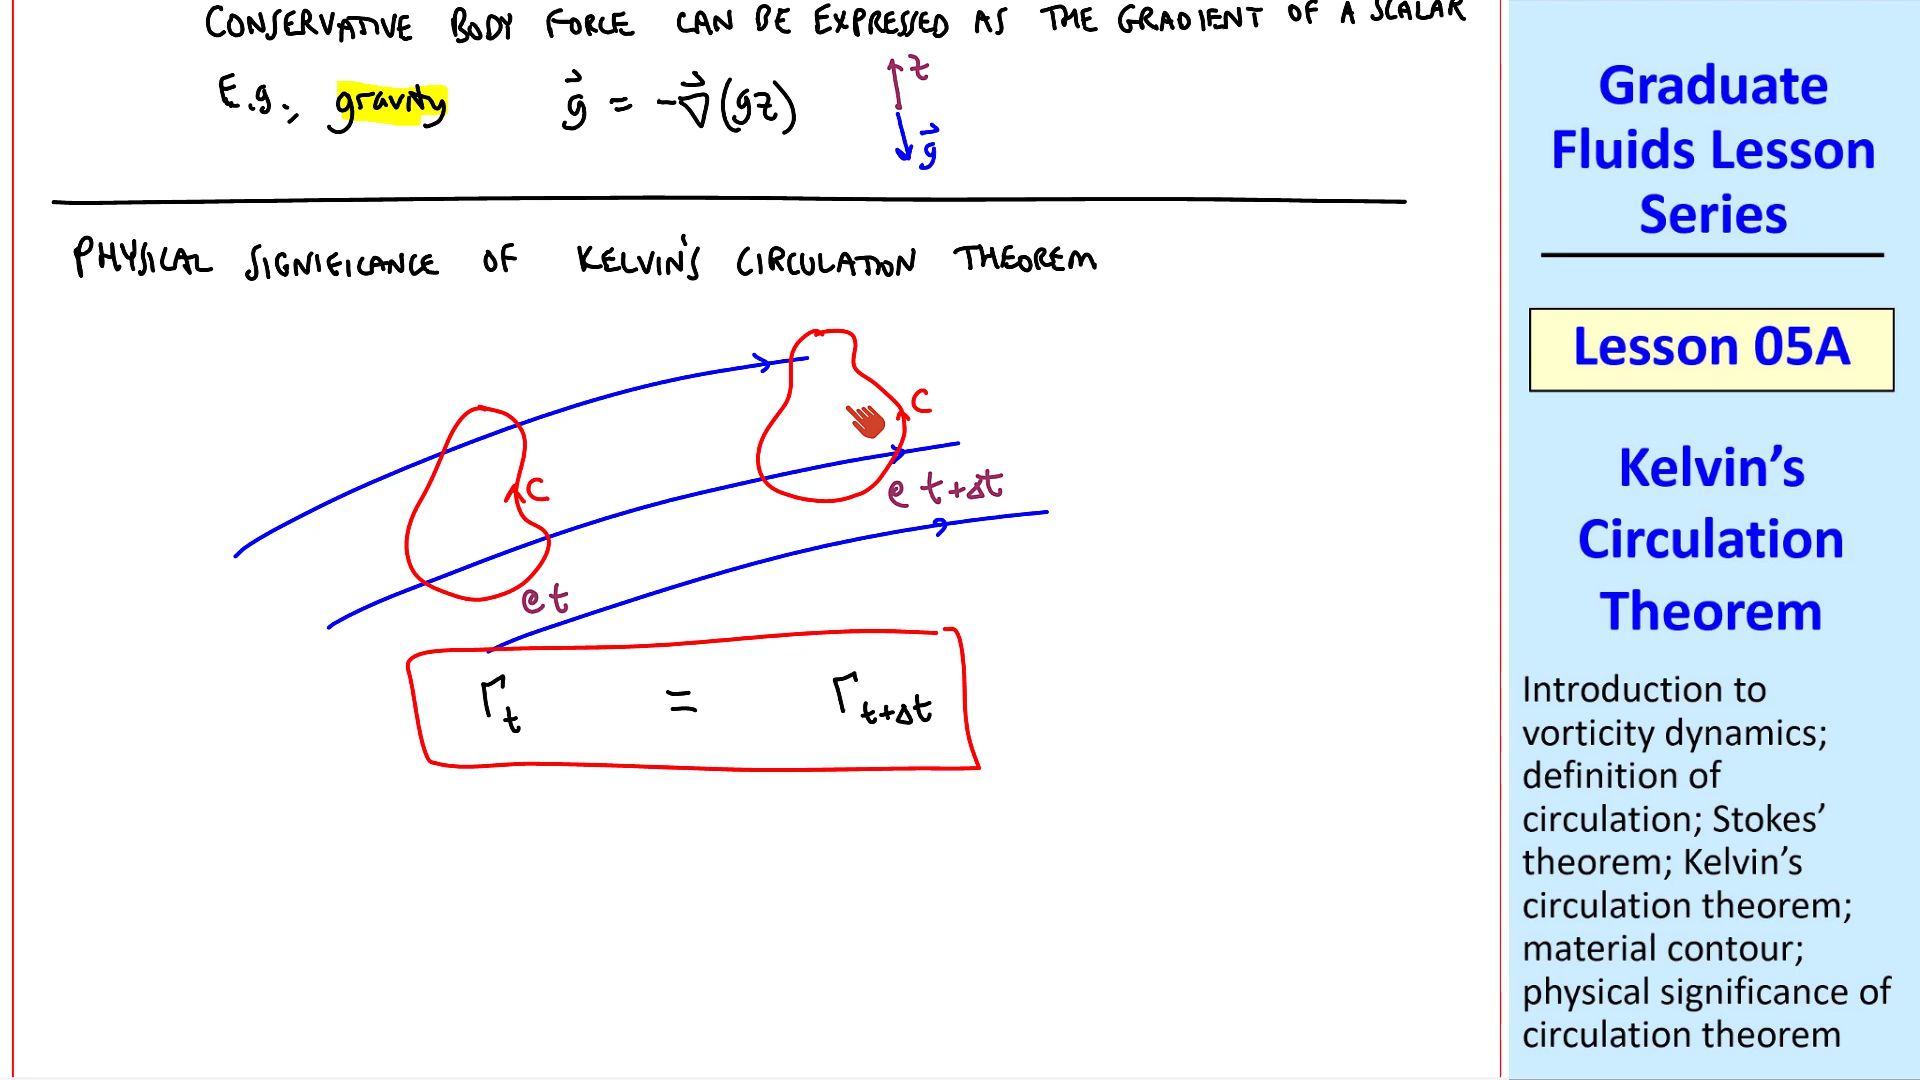 CONSERVATIVE BODY FORCE CAN BE EXPRESSED AS THE GRADIENT OF A SCALAR
E.g., gravity g⃗ = -∇⃗(gz)
z
g⃗
PHYSICAL SIGNIFICANCE OF KELVIN'S CIRCULATION THEOREM
C
@ t+Δt
C
@ t
Γt = Γt+Δt
Graduate
Fluids Lesson
Series
Lesson 05A
Kelvin’s
Circulation
Theorem
Introduction to
vorticity dynamics;
definition of
circulation; Stokes’
theorem; Kelvin’s
circulation theorem;
material contour;
physical significance of
circulation theorem